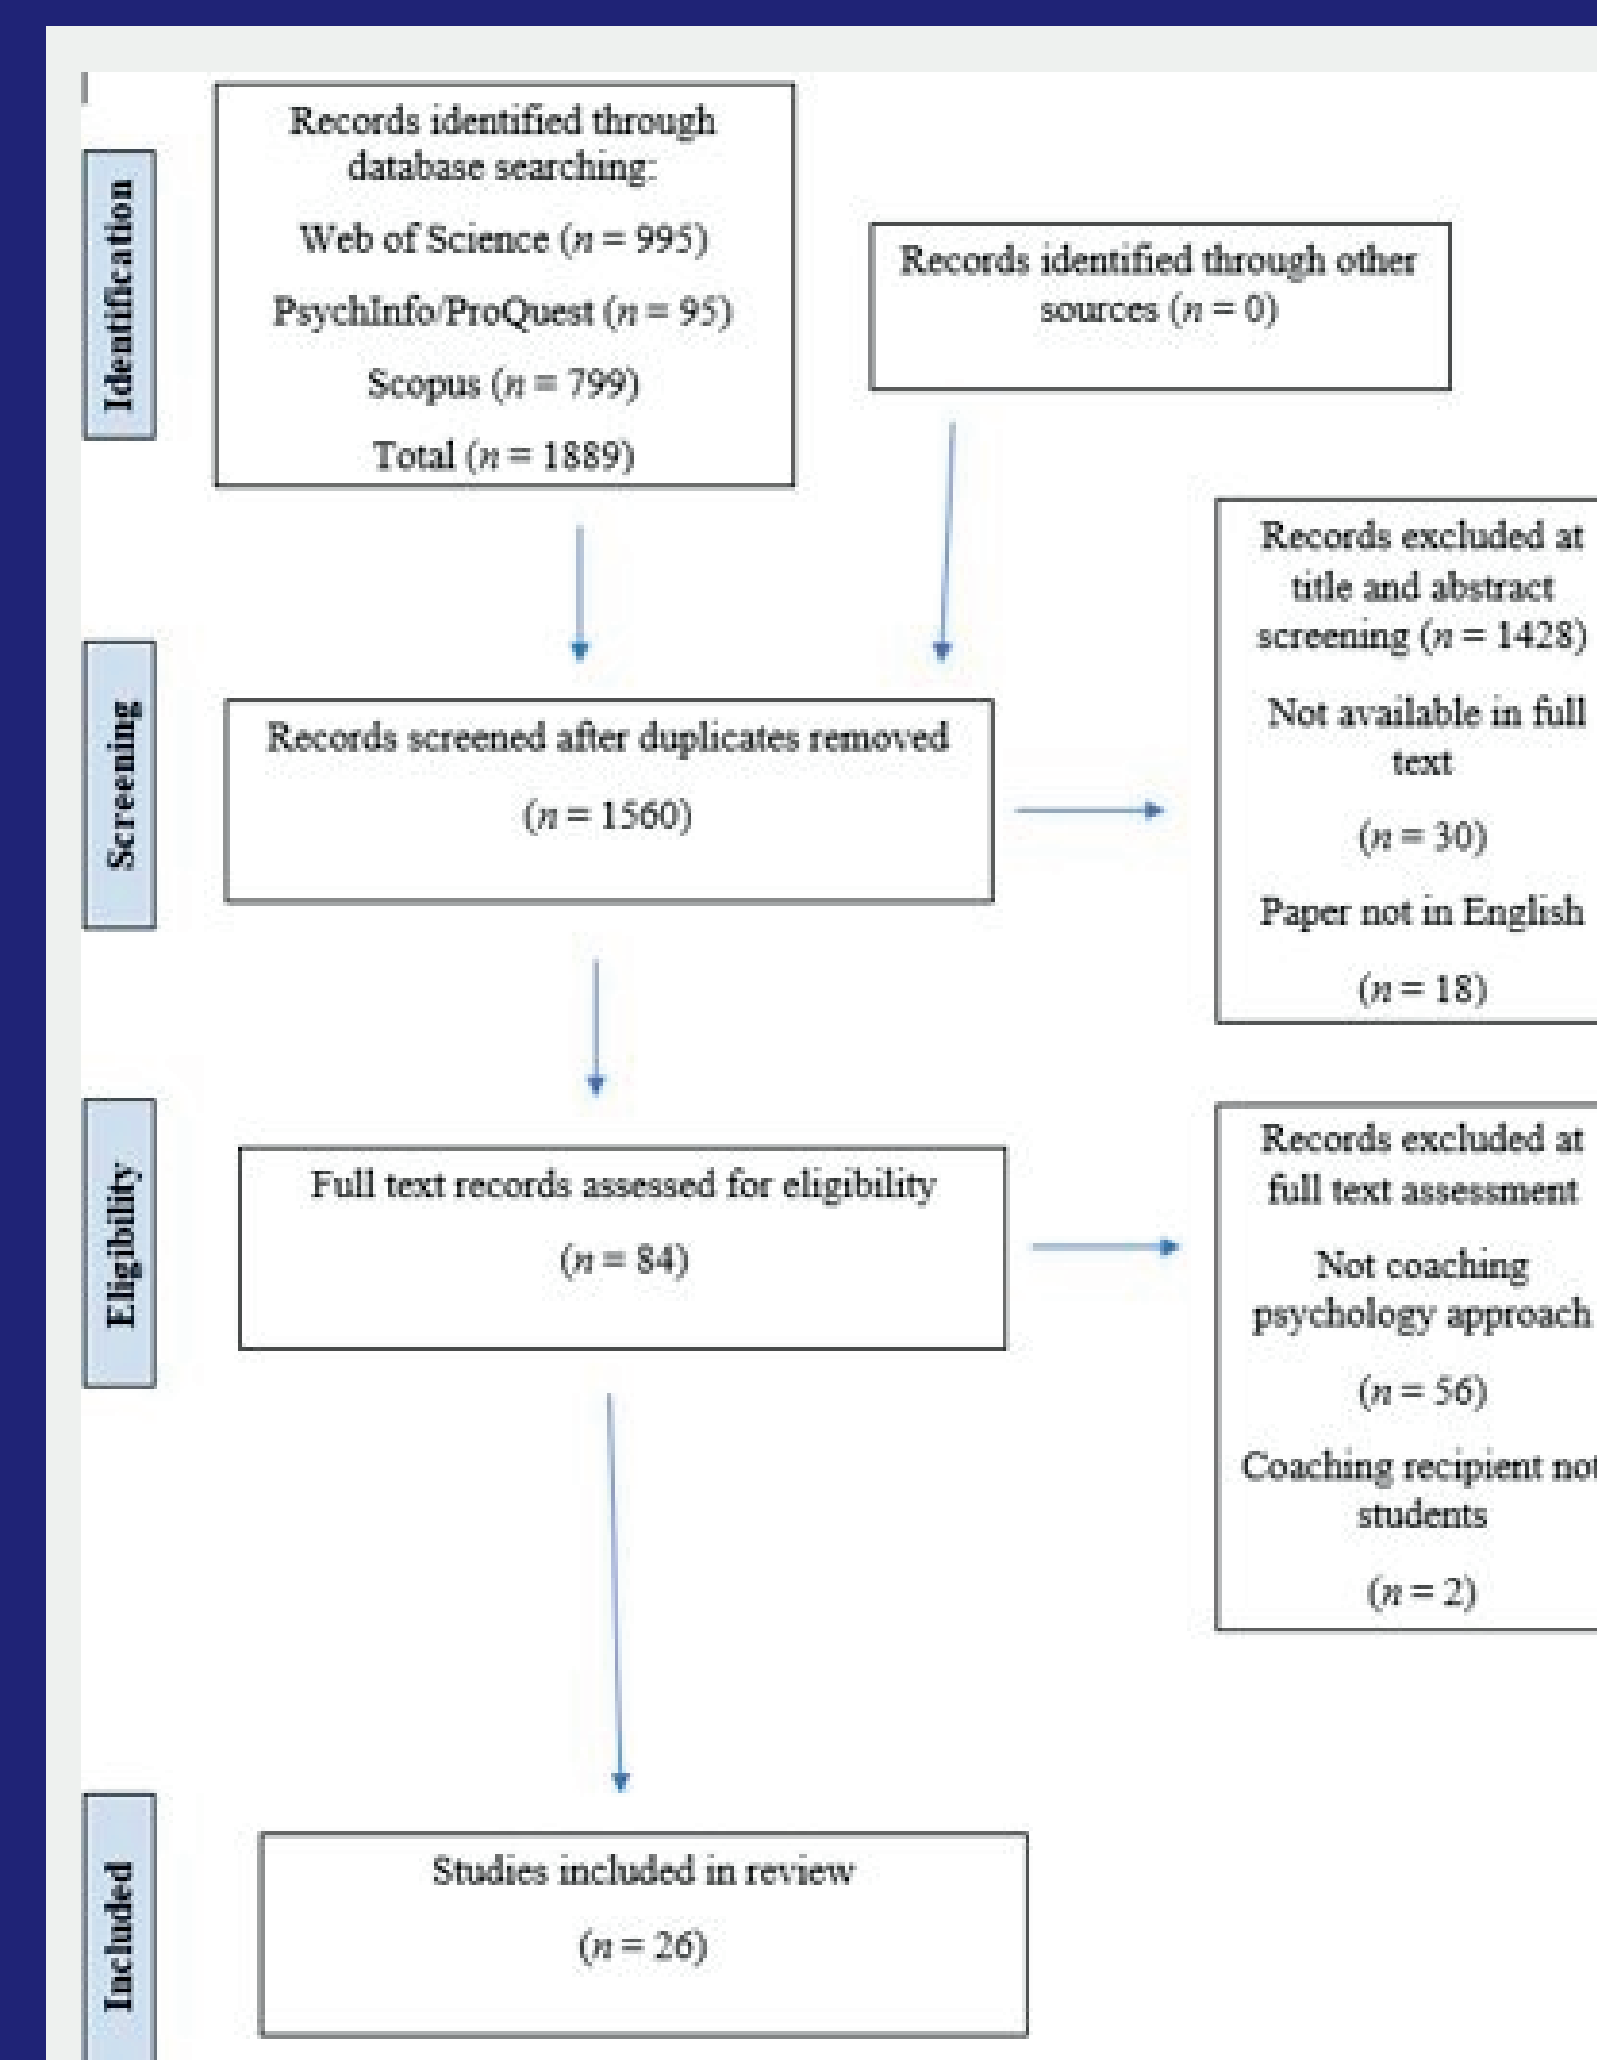 Identification
Records identified through
database searching:
Web of Science (n = 995)
PsychInfo/ProQuest (n = 95)
Scopus (n = 799)
Total (n = 1889)
Records identified through other
sources (n = 0)
Screening
Records screened after duplicates removed
(n = 1560)
Records excluded at
title and abstract
screening (n = 1428)
Not available in full
text
(n = 30)
Paper not in English
(n = 18)
Eligibility
Full text records assessed for eligibility
(n = 84)
Records excluded at
full text assessment
Not coaching
psychology approach
(n = 56)
Coaching recipient not
students
(n = 2)
Included
Studies included in review
(n = 26)